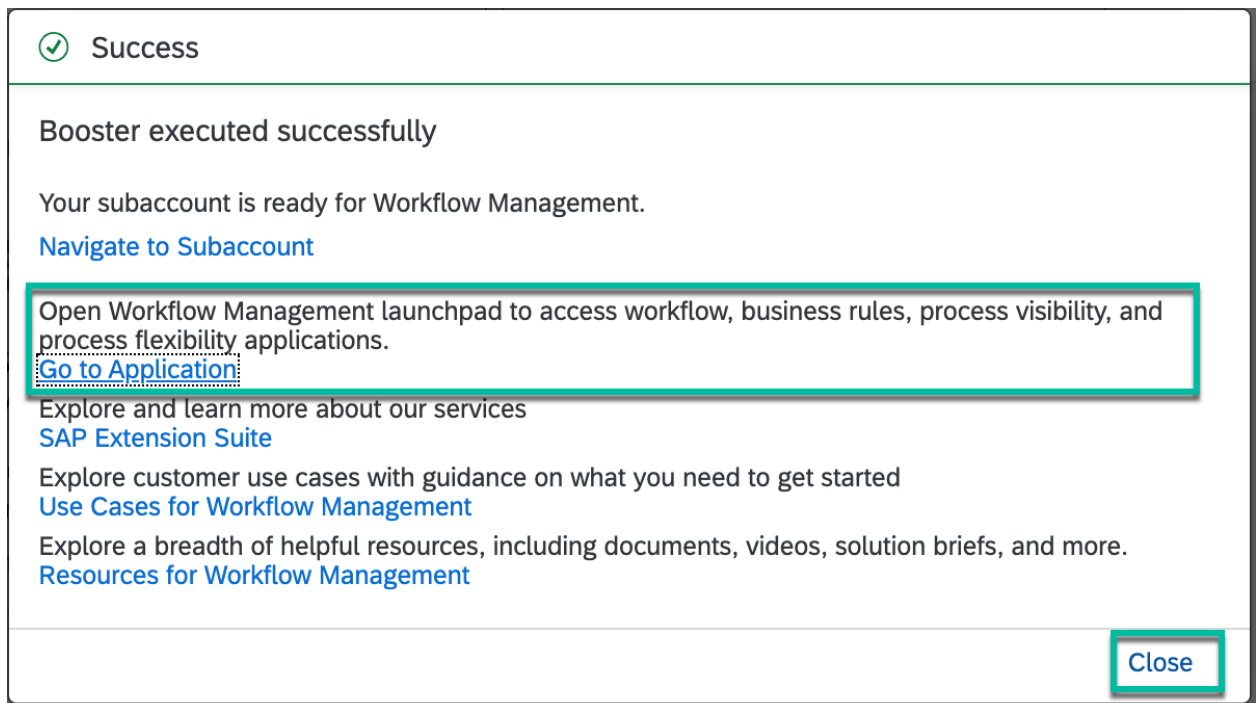 Success
Booster executed successfully
Your subaccount is ready for Workflow Management.
Navigate to Subaccount
Open Workflow Management launchpad to access workflow, business rules, process visibility, and
process flexibility applications.
Go to Application
Explore and learn more about our services
SAP Extension Suite
Explore customer use cases with guidance on what you need to get started
Use Cases for Workflow Management
Explore a breadth of helpful resources, including documents, videos, solution briefs, and more.
Resources for Workflow Management
Close